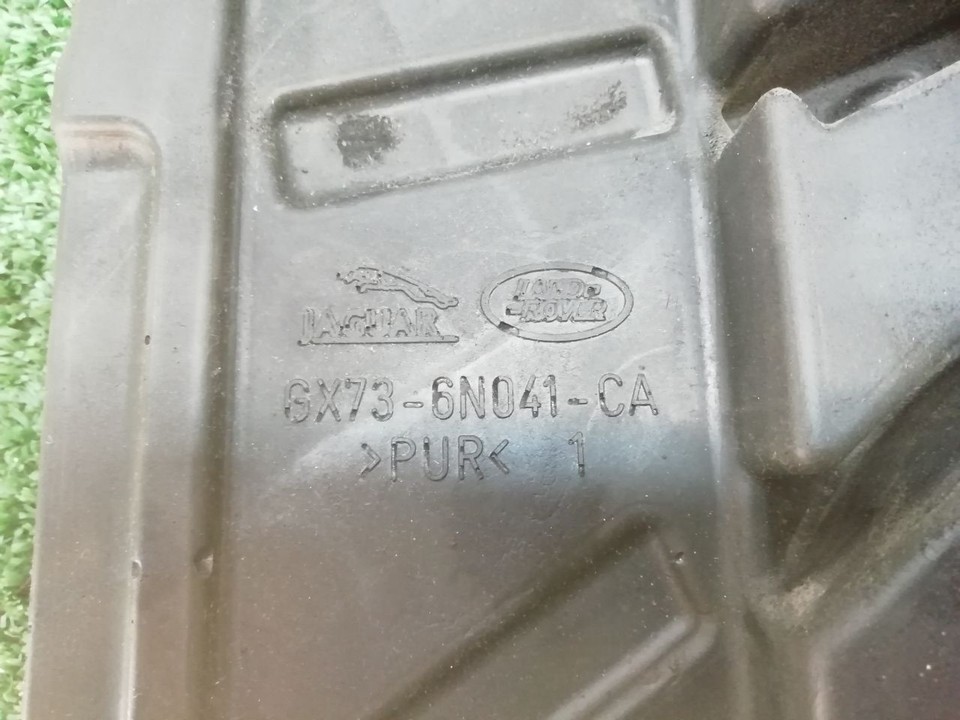 JAGUAR LAND ROVER
GX73-6N041-CA
>PUR< 1